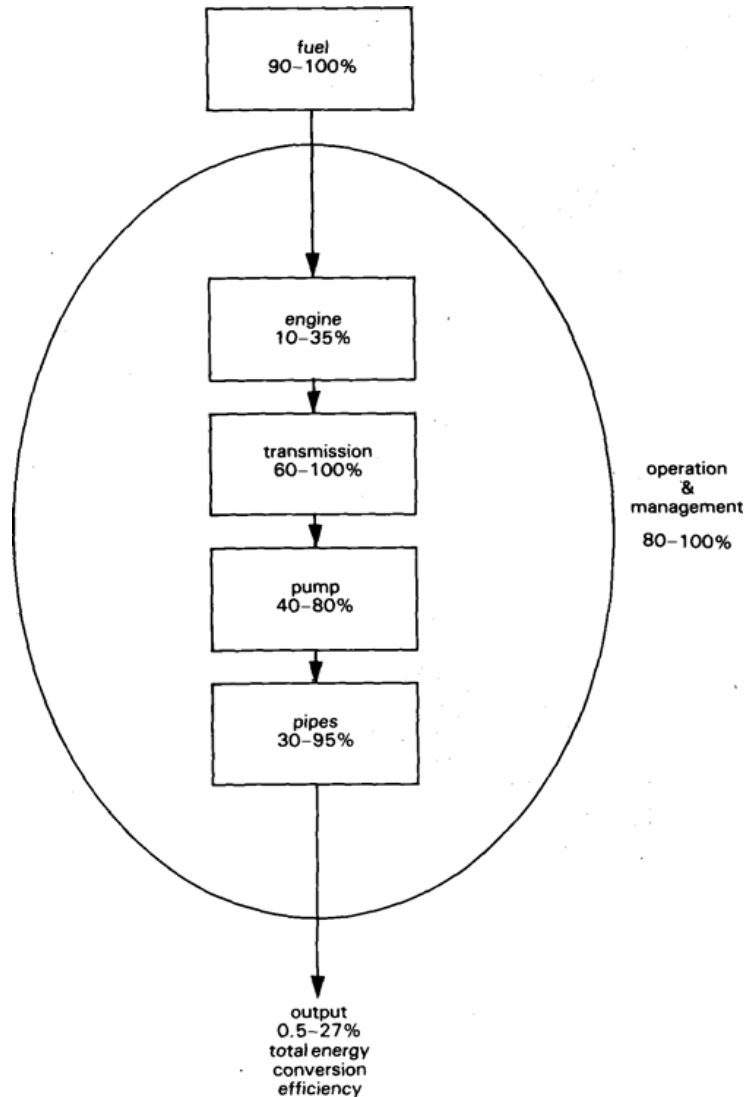 fuel
90–100%
engine
10–35%
transmission
60–100%
operation
&
management
80–100%
pump
40–80%
pipes
30–95%
output
0.5–27%
total energy
conversion
efficiency